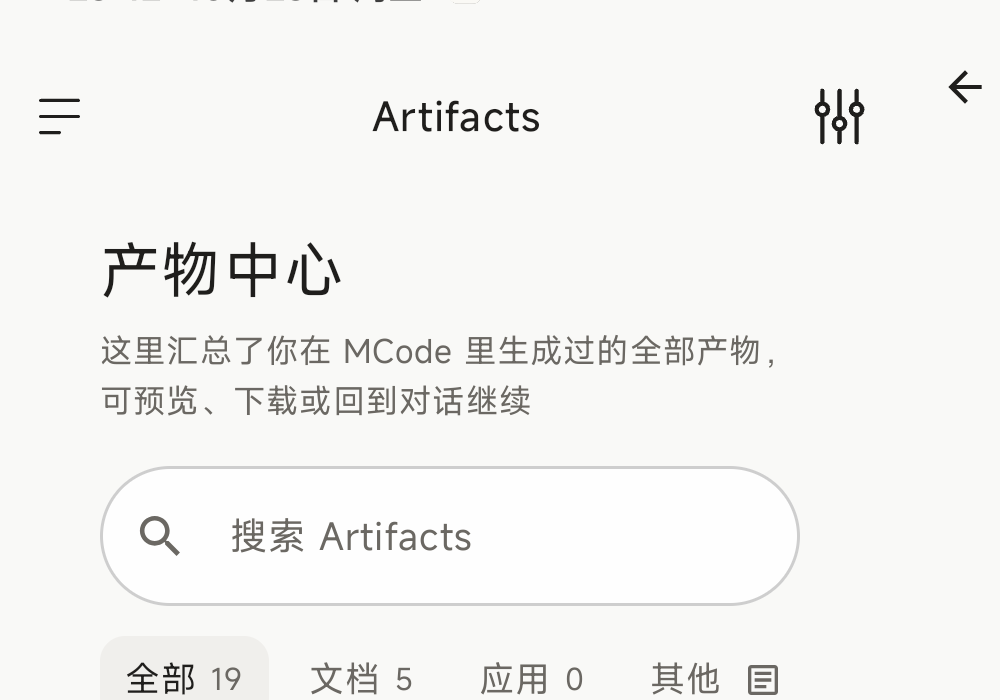 Artifacts
产物中心
这里汇总了你在 MCode 里生成过的全部产物，
可预览、下载或回到对话继续
搜索 Artifacts
全部 19 文档 5 应用 0 其他